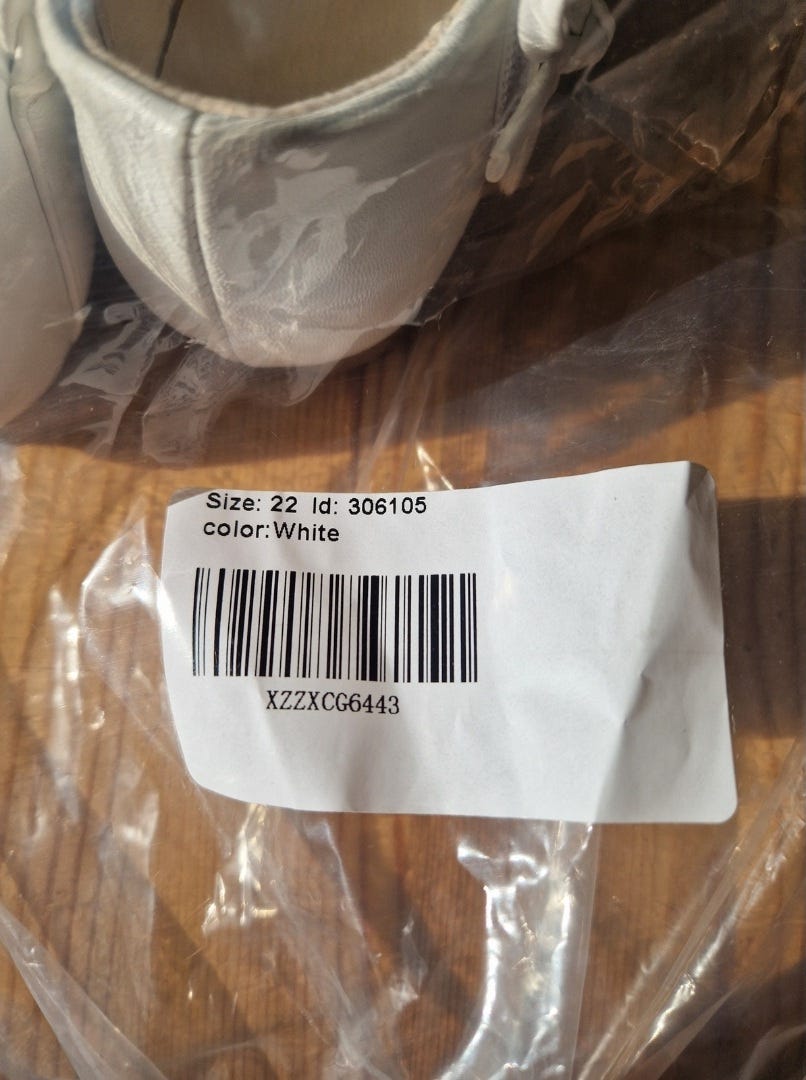 Size: 22 Id: 306105
color:White
XZZXCG6443